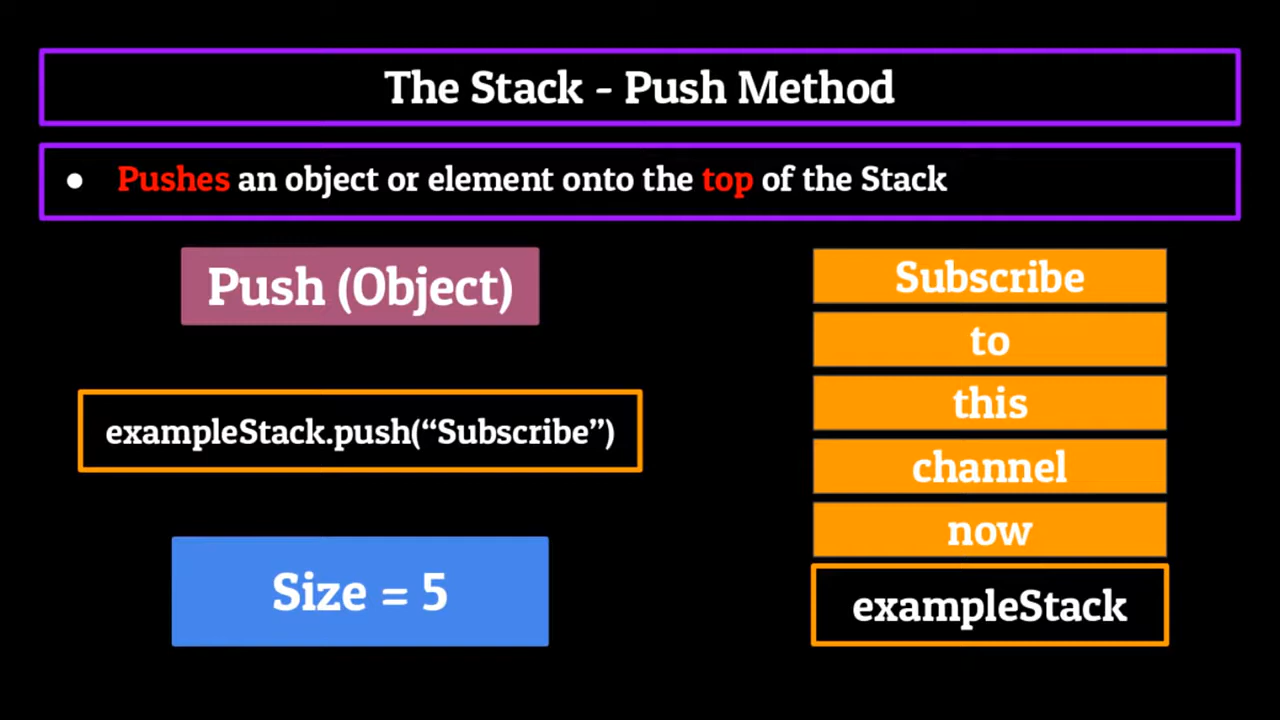 The Stack - Push Method
● Pushes an object or element onto the top of the Stack
Push (Object)
exampleStack.push(“Subscribe”)
Size = 5
Subscribe
to
this
channel
now
exampleStack